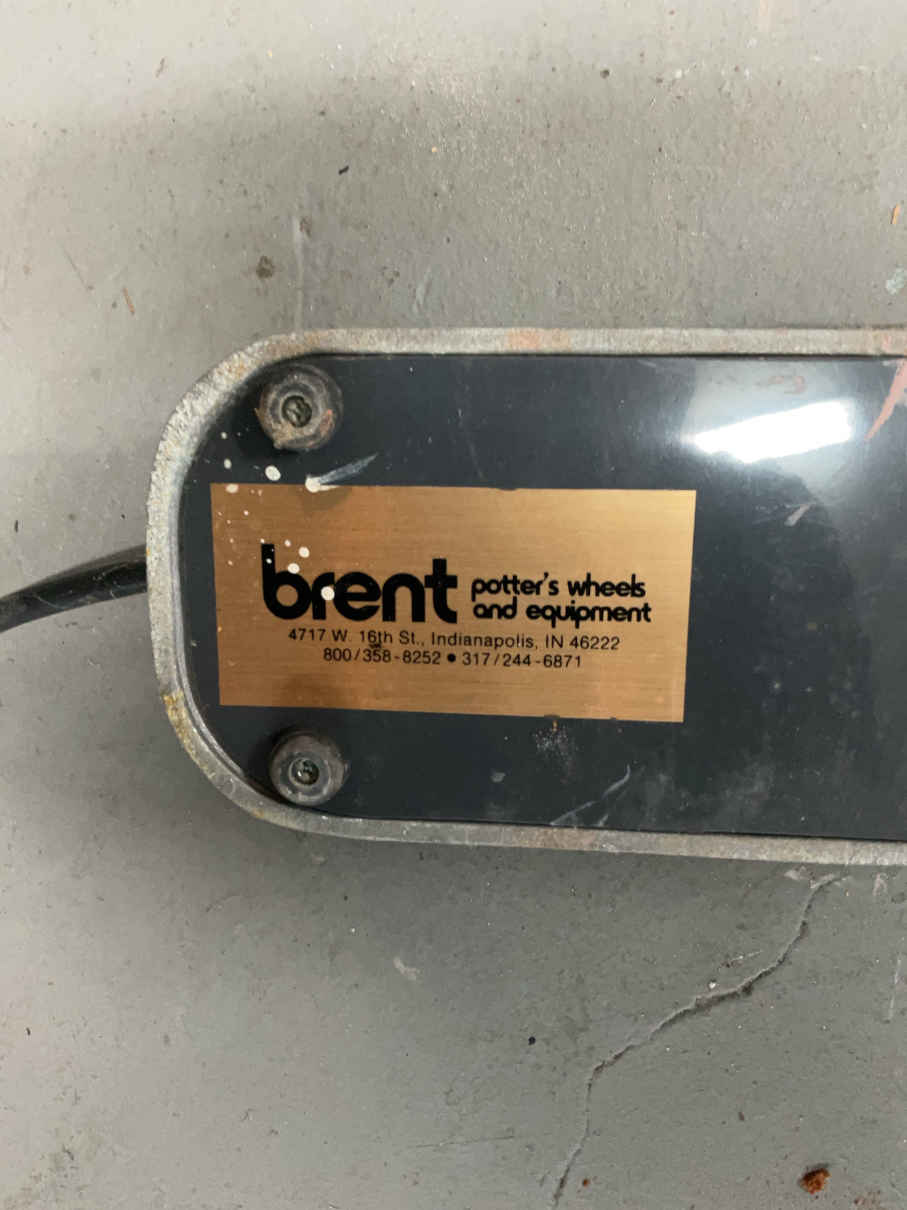 brent potter's wheels
and equipment
4717 W. 16th St., Indianapolis, IN 46222
800/358-8252 • 317/244-6871